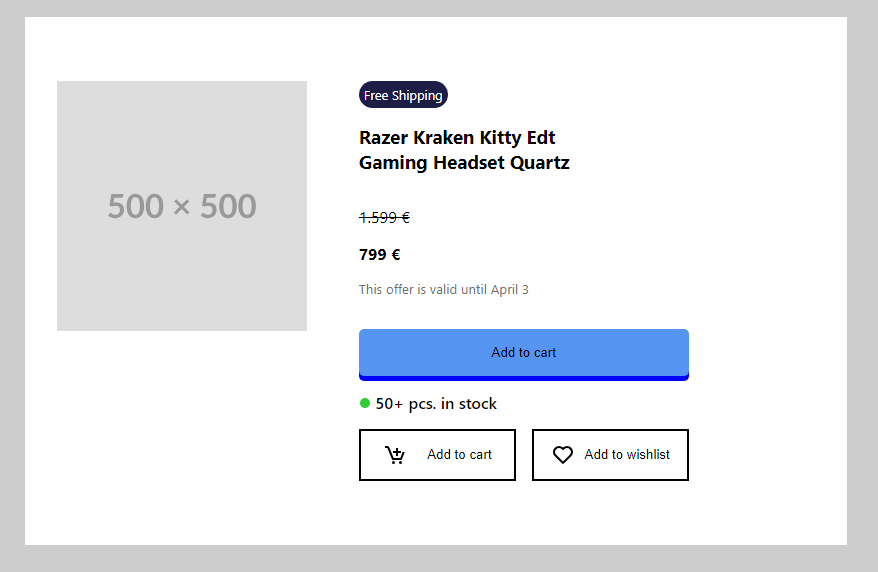 500 × 500
Free Shipping
Razer Kraken Kitty Edt
Gaming Headset Quartz
1.599 €
799 €
This offer is valid until April 3
Add to cart
50+ pcs. in stock
Add to cart
Add to wishlist